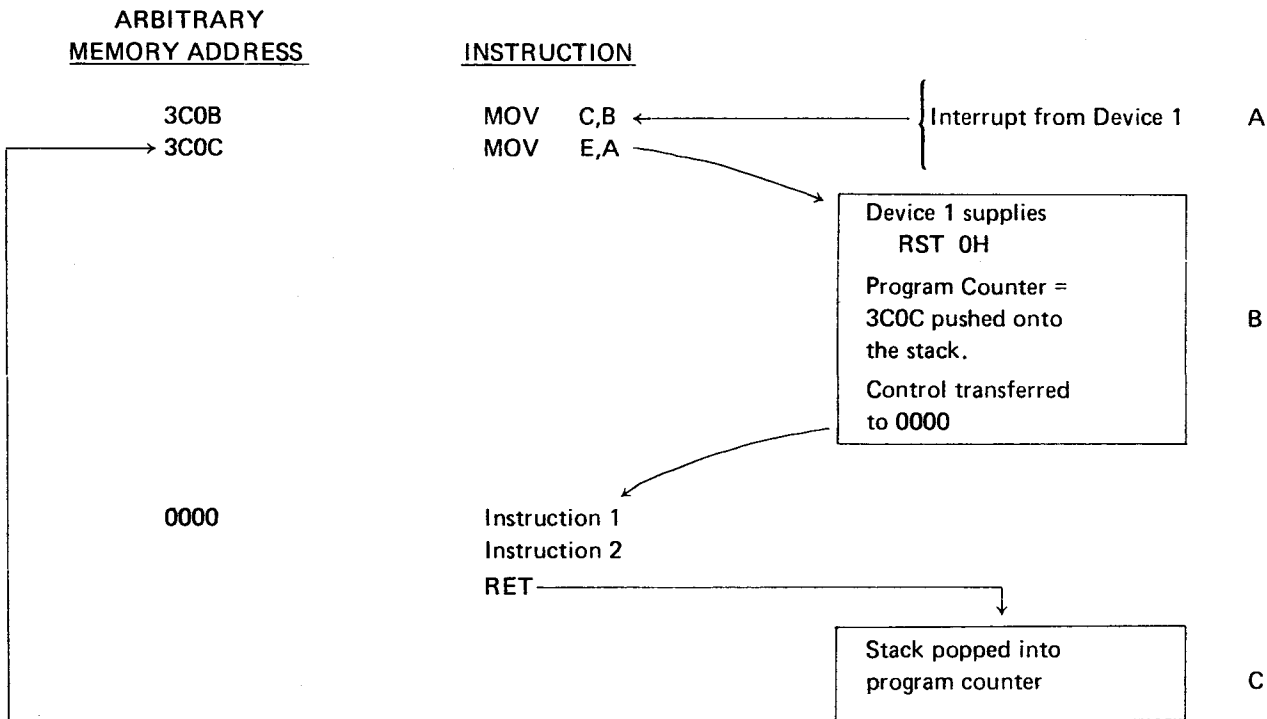 ARBITRARY
MEMORY ADDRESS INSTRUCTION
3C0B MOV C,B Interrupt from Device 1 A
3C0C MOV E,A
Device 1 supplies
RST 0H
Program Counter =
3C0C pushed onto B
the stack.
Control transferred
to 0000
0000 Instruction 1
Instruction 2
RET
Stack popped into
program counter C